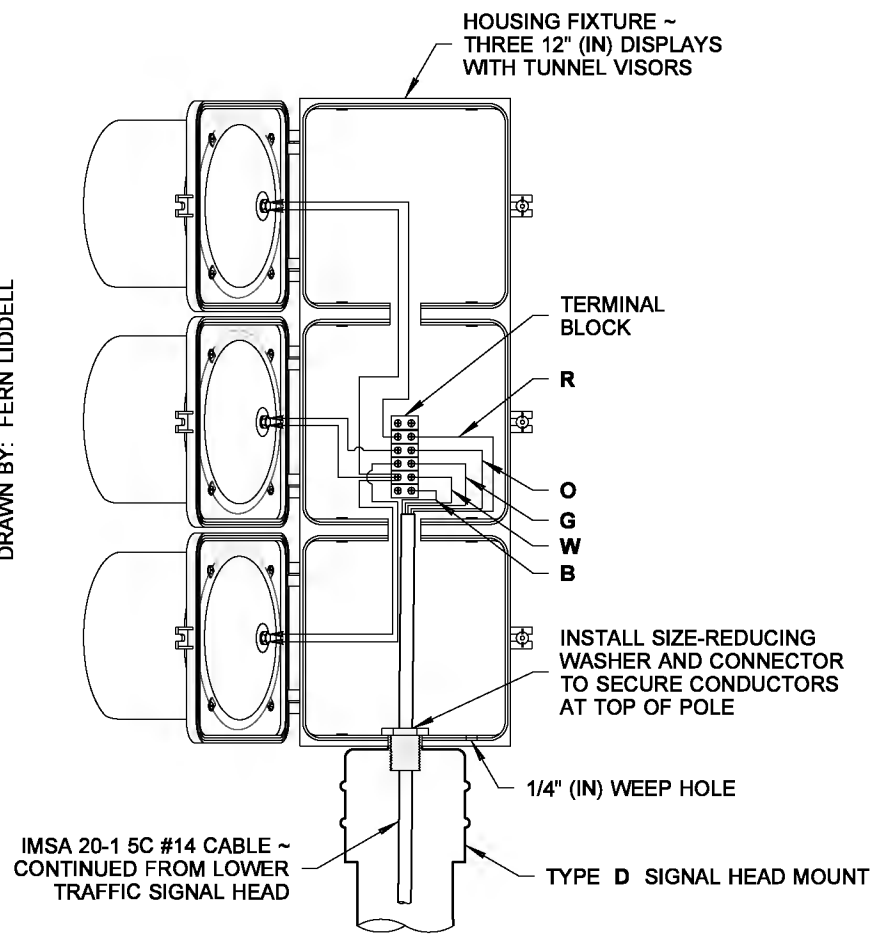 HOUSING FIXTURE ~
THREE 12" (IN) DISPLAYS
WITH TUNNEL VISORS
DRAWN BY: FERN LIDDELL
TERMINAL
BLOCK
R
O
G
W
B
INSTALL SIZE-REDUCING
WASHER AND CONNECTOR
TO SECURE CONDUCTORS
AT TOP OF POLE
1/4" (IN) WEEP HOLE
IMSA 20-1 5C #14 CABLE ~
CONTINUED FROM LOWER
TRAFFIC SIGNAL HEAD
TYPE D SIGNAL HEAD MOUNT